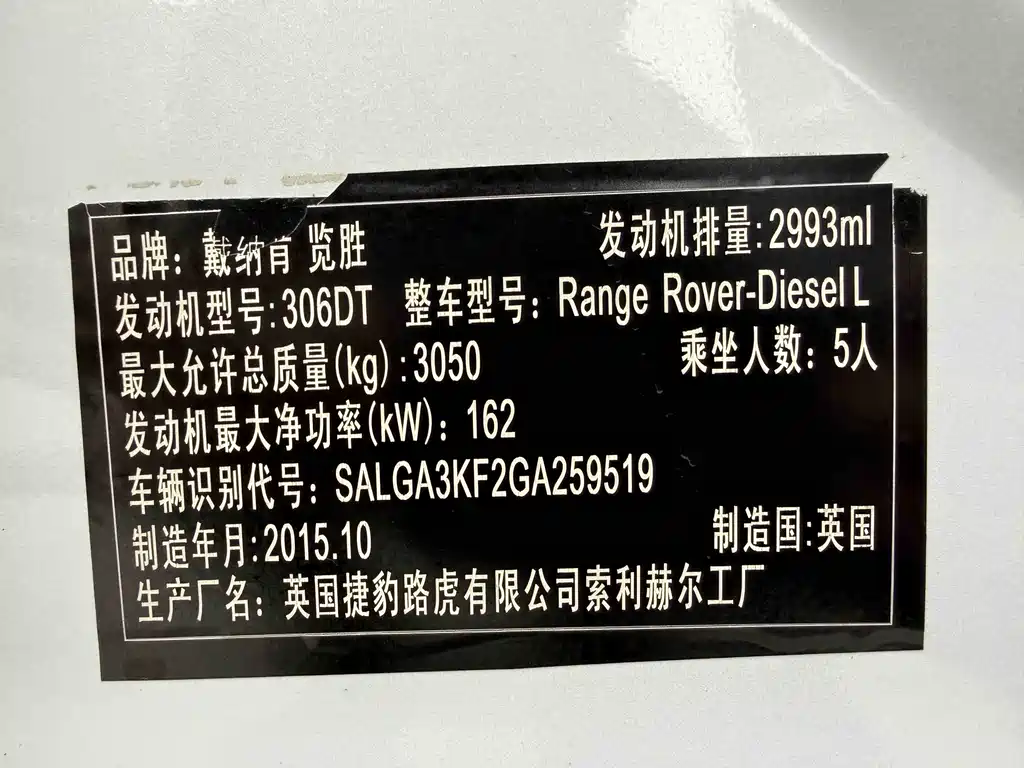 品牌：戴纳肯 览胜 发动机排量:2993ml
发动机型号:306DT 整车型号：Range Rover-Diesel L
最大允许总质量(kg):3050 乘坐人数：5人
发动机最大净功率(kW)：162
车辆识别代号：SALGA3KF2GA259519
制造年月:2015.10 制造国:英国
生产厂名：英国捷豹路虎有限公司索利赫尔工厂